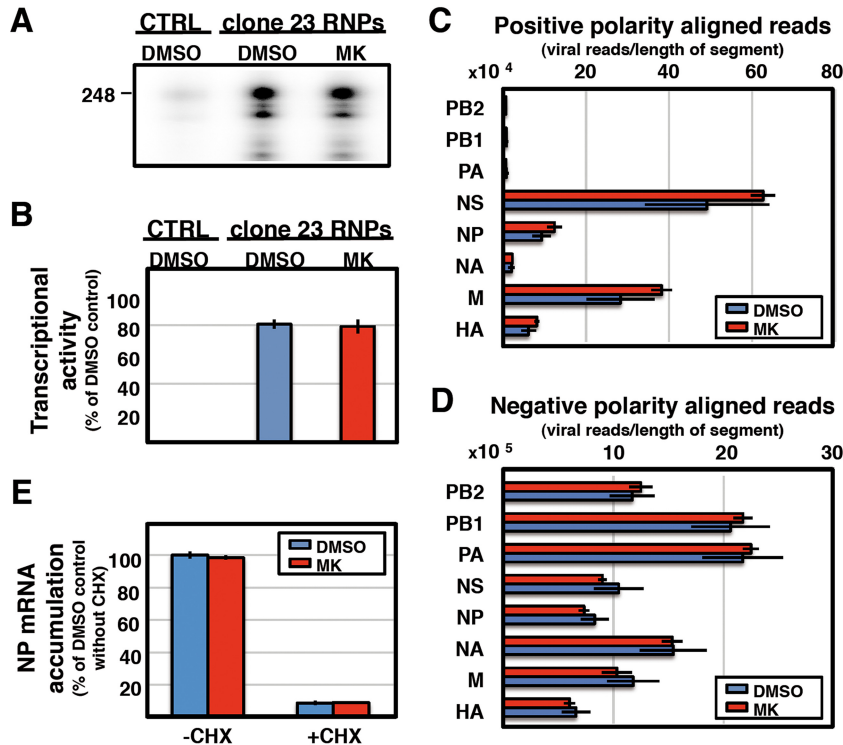 A
CTRL clone 23 RNPs
DMSO DMSO MK
248
B
CTRL clone 23 RNPs
DMSO DMSO MK
Transcriptional
activity
(% of DMSO control)
100
80
60
40
20
E
NP mRNA
accumulation
(% of DMSO control
without CHX)
100
80
60
40
20
DMSO
MK
-CHX +CHX
C
Positive polarity aligned reads
(viral reads/length of segment)
x10 4 20 40 60 80
PB2
PB1
PA
NS
NP
NA
M
HA
DMSO
MK
D
Negative polarity aligned reads
(viral reads/length of segment)
x10 5 10 20 30
PB2
PB1
PA
NS
NP
NA
M
HA
DMSO
MK